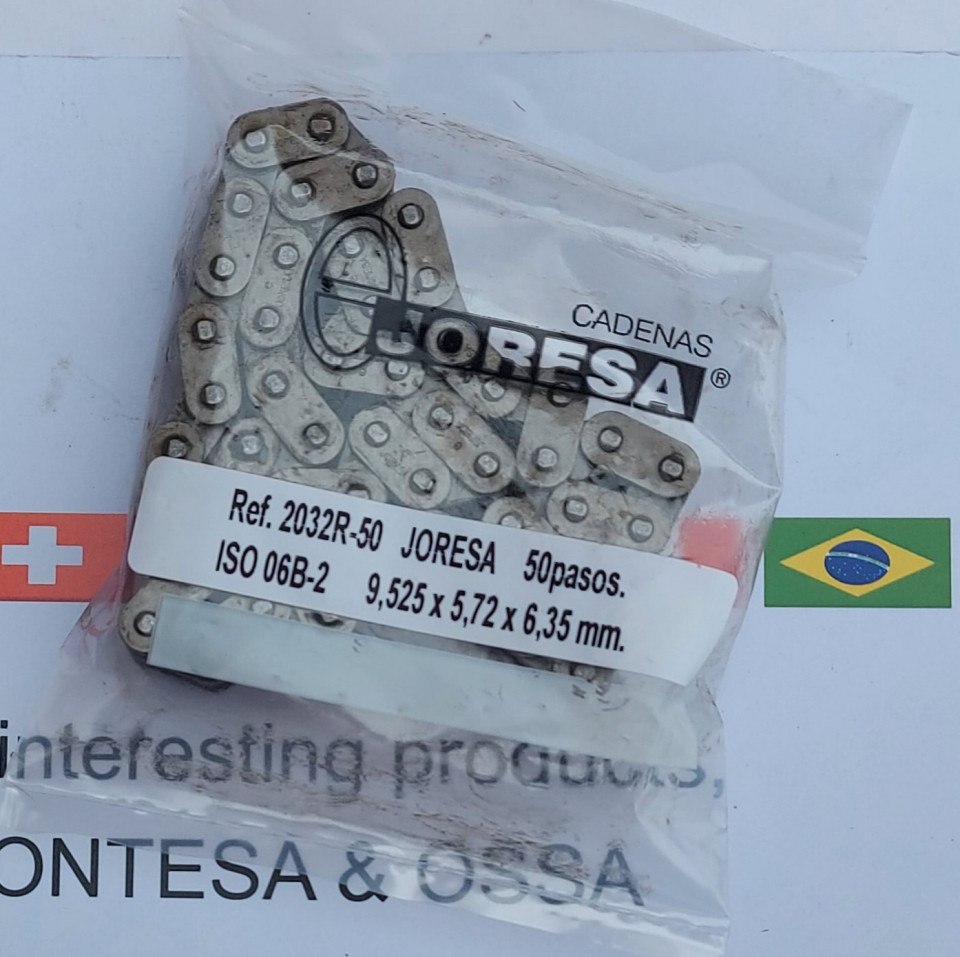 CADENAS
JORESA®
Ref. 2032R-50 JORESA 50pasos.
ISO 06B-2 9,525 x 5,72 x 6,35 mm.
interesting products,
ONTESA & OSSA